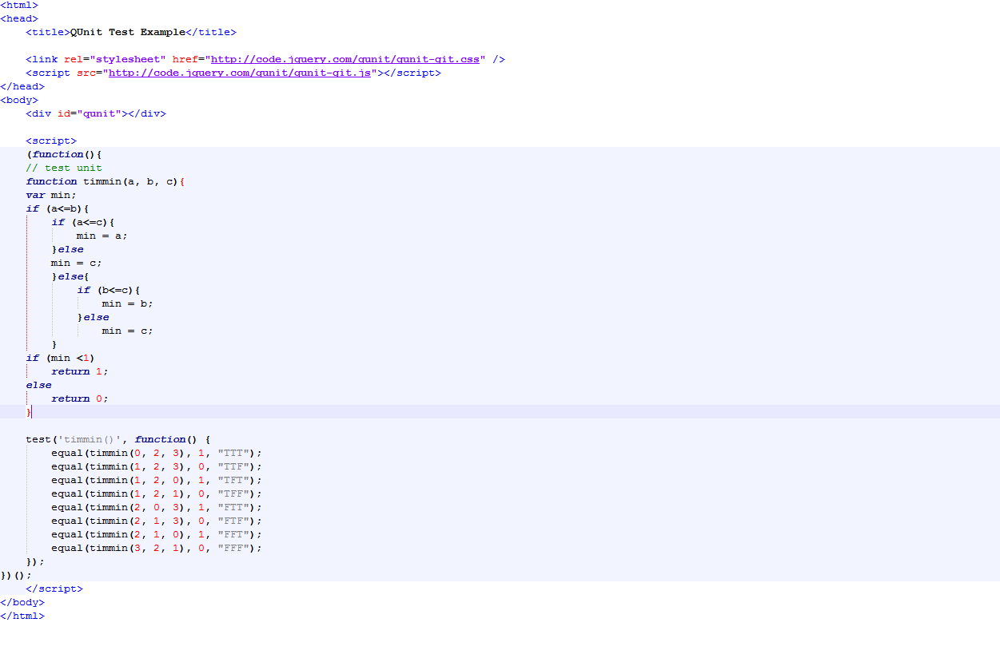 <html>
<head>
    <title>QUnit Test Example</title>

    <link rel="stylesheet" href="http://code.jquery.com/qunit/qunit-git.css" />
    <script src="http://code.jquery.com/qunit/qunit-git.js"></script>
</head>
<body>
    <div id="qunit"></div>

    <script>
    (function(){
    // test unit
    function timmin(a, b, c){
    var min;
    if (a<=b){
        if (a<=c){
            min = a;
        }else
        min = c;
        }else{
            if (b<=c){
                min = b;
            }else
                min = c;
        }
    if (min <1)
        return 1;
    else
        return 0;
    }

    test('timmin()', function() {
        equal(timmin(0, 2, 3), 1, "TTT");
        equal(timmin(1, 2, 3), 0, "TTF");
        equal(timmin(1, 2, 0), 1, "TFT");
        equal(timmin(1, 2, 1), 0, "TFF");
        equal(timmin(2, 0, 3), 1, "FTT");
        equal(timmin(2, 1, 3), 0, "FTF");
        equal(timmin(2, 1, 0), 1, "FFT");
        equal(timmin(3, 2, 1), 0, "FFF");
    });
})();
    </script>
</body>
</html>